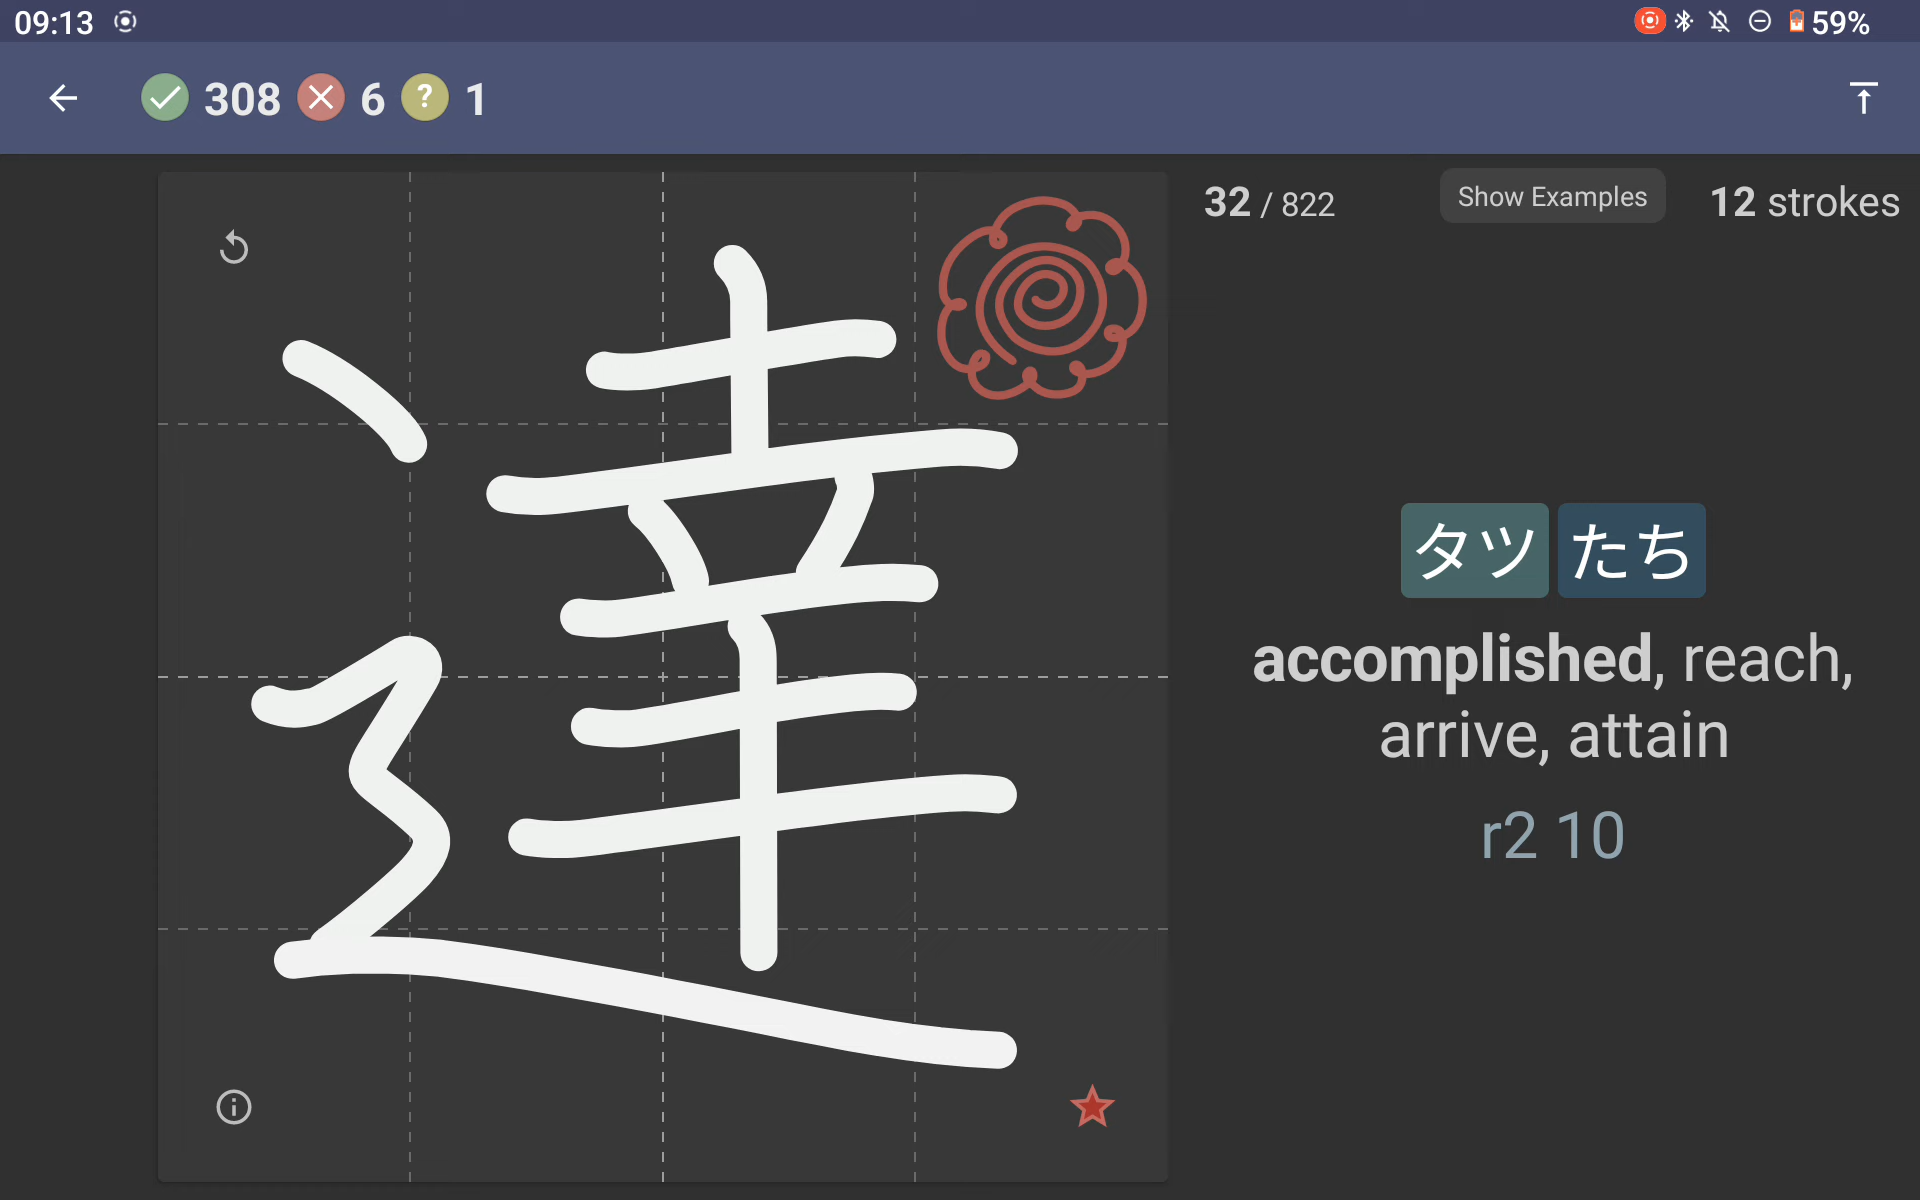 09:13 59%
308 6 ? 1
32 / 822 Show Examples 12 strokes
達
タツ たち
accomplished, reach,
arrive, attain
r2 10